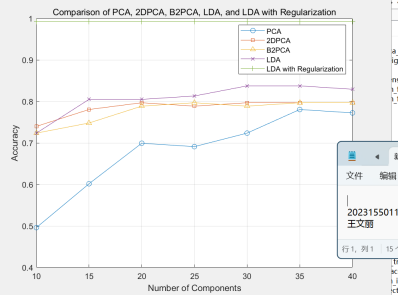 Comparison of PCA, 2DPCA, B2PCA, LDA, and LDA with Regularization
1
0.9
0.8
0.7
0.6
0.5
0.4
Accuracy
10
15
20
25
30
35
40
Number of Components
PCA
2DPCA
B2PCA
LDA
LDA with Regularization
文件
编辑
2023155011
王文丽
行 1, 列 1